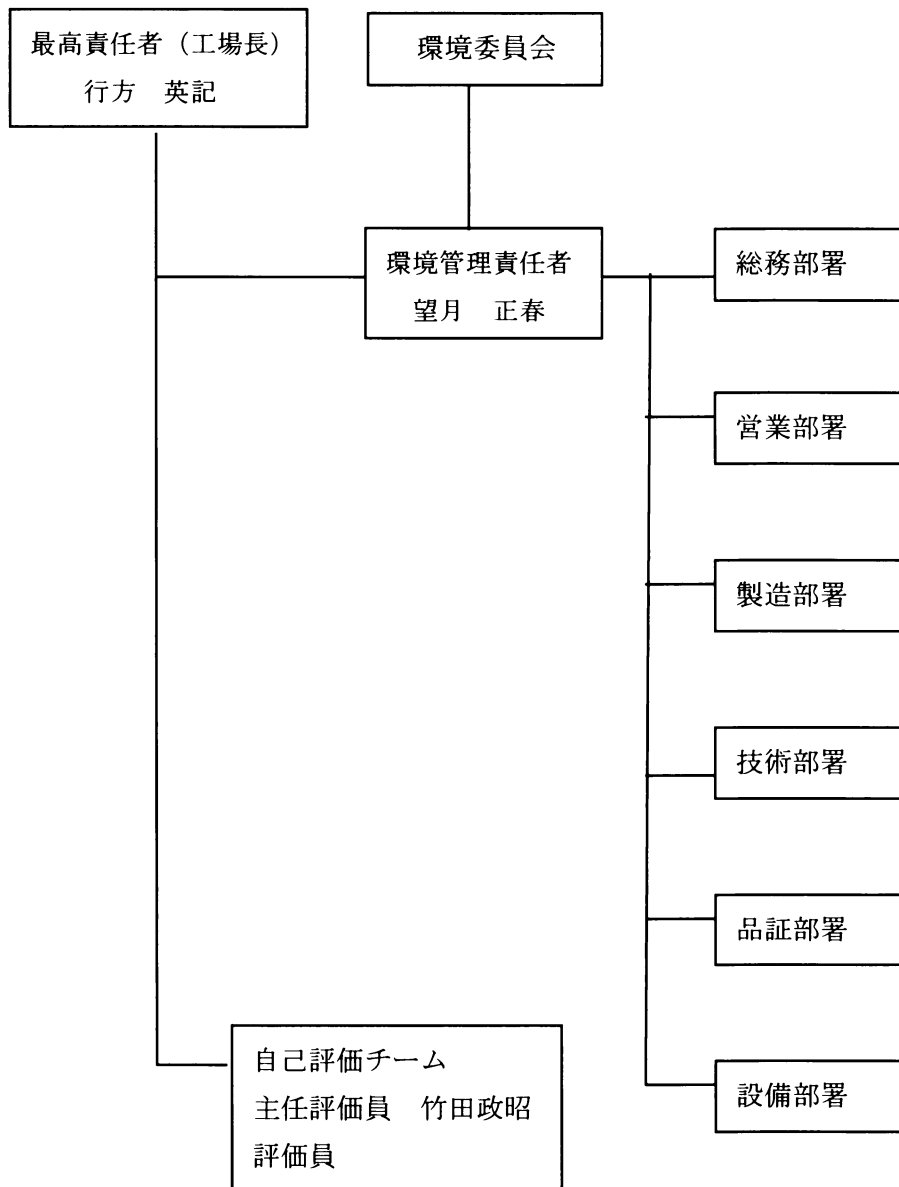 最高責任者（工場長）
行方　英記
環境委員会
環境管理責任者
望月　正春
総務部署
営業部署
製造部署
技術部署
品証部署
設備部署
自己評価チーム
主任評価員　竹田政昭
評価員